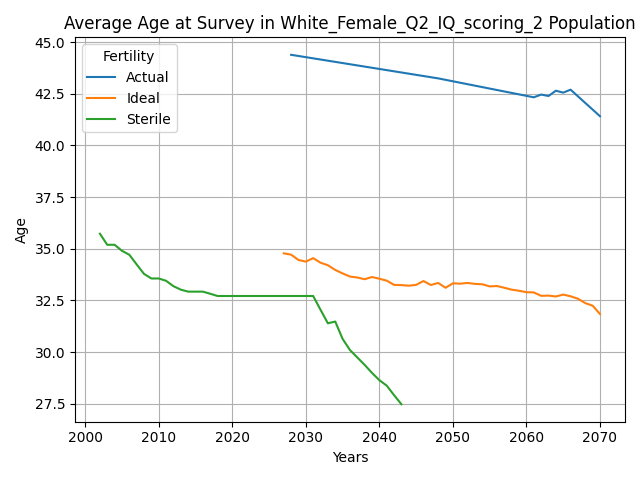 Average Age at Survey in White_Female_Q2_IQ_scoring_2 Population
Fertility
Actual
Ideal
Sterile
45.0
42.5
40.0
37.5
35.0
32.5
30.0
27.5
Age
2000
2010
2020
2030
2040
2050
2060
2070
Years